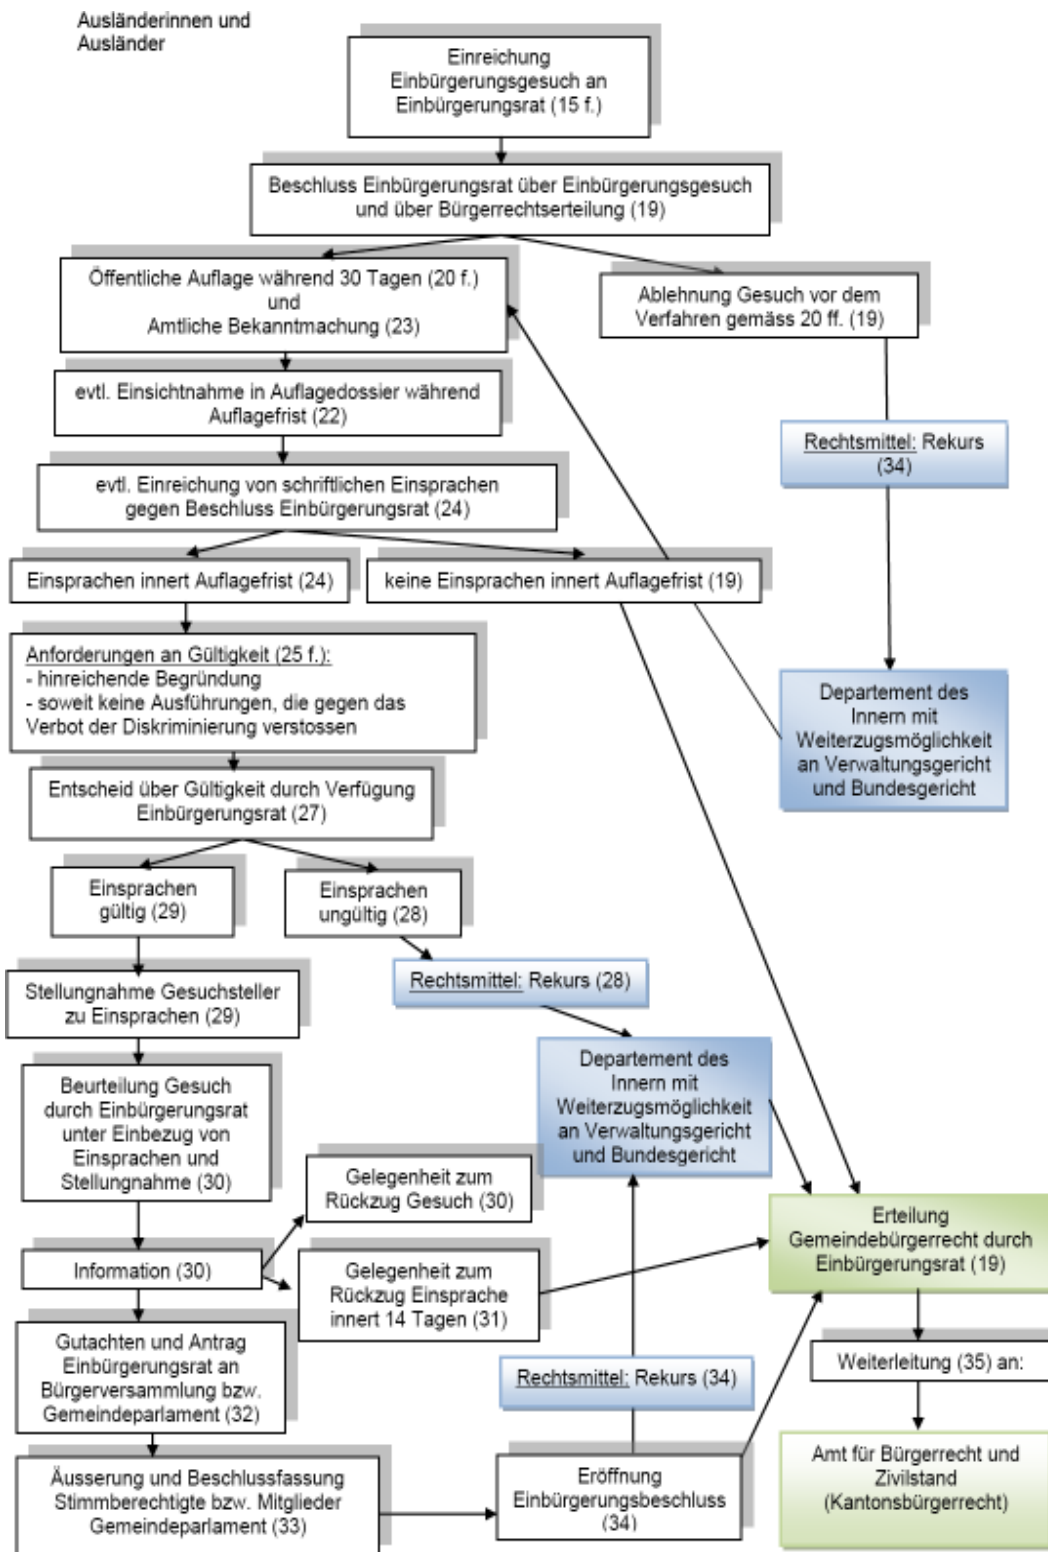 Ausländerinnen und
Ausländer
Einreichung
Einbürgerungsgesuch an
Einbürgerungsrat (15 f.)
Beschluss Einbürgerungsrat über Einbürgerungsgesuch
und über Bürgerrechtserteilung (19)
Öffentliche Auflage während 30 Tagen (20 f.)
und
Amtliche Bekanntmachung (23)
Ablehnung Gesuch vor dem
Verfahren gemäss 20 ff. (19)
evtl. Einsichtnahme in Auflagedossier während
Auflagefrist (22)
Rechtsmittel: Rekurs
(34)
evtl. Einreichung von schriftlichen Einsprachen
gegen Beschluss Einbürgerungsrat (24)
Einsprachen innert Auflagefrist (24)
keine Einsprachen innert Auflagefrist (19)
Anforderungen an Gültigkeit (25 f.):
- hinreichende Begründung
- soweit keine Ausführungen, die gegen das
Verbot der Diskriminierung verstossen
Departement des
Innern mit
Weiterzugsmöglichkeit
an Verwaltungsgericht
und Bundesgericht
Entscheid über Gültigkeit durch Verfügung
Einbürgerungsrat (27)
Einsprachen
gültig (29)
Einsprachen
ungültig (28)
Rechtsmittel: Rekurs (28)
Stellungnahme Gesuchsteller
zu Einsprachen (29)
Departement des
Innern mit
Weiterzugsmöglichkeit
an Verwaltungsgericht
und Bundesgericht
Beurteilung Gesuch
durch Einbürgerungsrat
unter Einbezug von
Einsprachen und
Stellungnahme (30)
Gelegenheit zum
Rückzug Gesuch (30)
Erteilung
Gemeindebürgerrecht durch
Einbürgerungsrat (19)
Information (30)
Gelegenheit zum
Rückzug Einsprache
innert 14 Tagen (31)
Gutachten und Antrag
Einbürgerungsrat an
Bürgerversammlung bzw.
Gemeindeparlament (32)
Rechtsmittel: Rekurs (34)
Weiterleitung (35) an:
Äusserung und Beschlussfassung
Stimmberechtigte bzw. Mitglieder
Gemeindeparlament (33)
Eröffnung
Einbürgerungsbeschluss
(34)
Amt für Bürgerrecht und
Zivilstand
(Kantonsbürgerrecht)